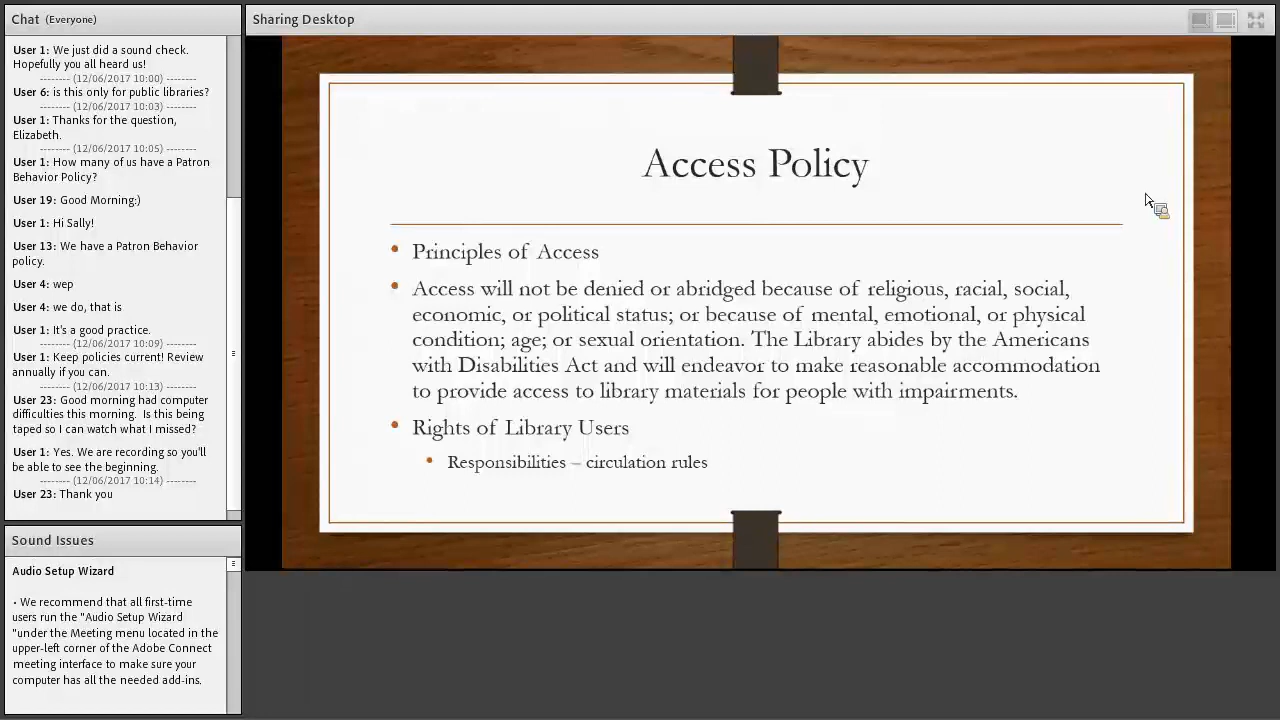 Chat (Everyone)
User 1: We just did a sound check.
Hopefully you all heard us!
-------- (12/06/2017 10:00) --------
User 6: is this only for public libraries?
-------- (12/06/2017 10:03) --------
User 1: Thanks for the question,
Elizabeth.
-------- (12/06/2017 10:05) --------
User 1: How many of us have a Patron
Behavior Policy?
User 19: Good Morning:)
User 1: Hi Sally!
User 13: We have a Patron Behavior
policy.
User 4: wep
User 4: we do, that is
User 1: It's a good practice.
-------- (12/06/2017 10:09) --------
User 1: Keep policies current! Review
annually if you can.
-------- (12/06/2017 10:13) --------
User 23: Good morning had computer
difficulties this morning. Is this being
taped so I can watch what I missed?
User 1: Yes. We are recording so you'll
be able to see the beginning.
-------- (12/06/2017 10:14) --------
User 23: Thank you
Sound Issues
Audio Setup Wizard
• We recommend that all first-time
users run the "Audio Setup Wizard
"under the Meeting menu located in the
upper-left corner of the Adobe Connect
meeting interface to make sure your
computer has all the needed add-ins.
Sharing Desktop
Access Policy
• Principles of Access
• Access will not be denied or abridged because of religious, racial, social,
economic, or political status; or because of mental, emotional, or physical
condition; age; or sexual orientation. The Library abides by the Americans
with Disabilities Act and will endeavor to make reasonable accommodation
to provide access to library materials for people with impairments.
• Rights of Library Users
• Responsibilities – circulation rules